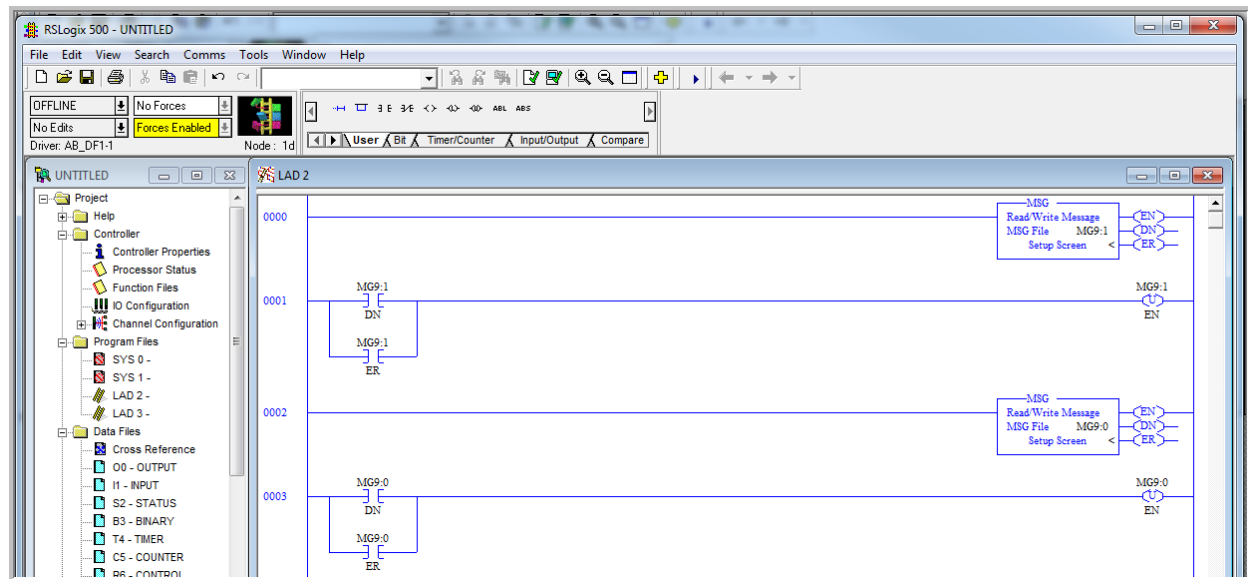 RSLogix 500 - UNTITLED
File Edit View Search Comms Tools Window Help
OFFLINE No Forces
No Edits Forces Enabled
Driver: AB_DF1-1 Node : 1d
ABL ABS
User Bit Timer/Counter Input/Output Compare
UNTITLED
Project
Help
Controller
Controller Properties
Processor Status
Function Files
IO Configuration
Channel Configuration
Program Files
SYS 0 -
SYS 1 -
LAD 2 -
LAD 3 -
Data Files
Cross Reference
O0 - OUTPUT
I1 - INPUT
S2 - STATUS
B3 - BINARY
T4 - TIMER
C5 - COUNTER
R6 - CONTROL
LAD 2
0000
MSG
Read/Write Message
MSG File MG9:1
Setup Screen <
EN
DN
ER
0001
MG9:1
DN
MG9:1
ER
MG9:1
U
EN
0002
MSG
Read/Write Message
MSG File MG9:0
Setup Screen <
EN
DN
ER
0003
MG9:0
DN
MG9:0
ER
MG9:0
U
EN